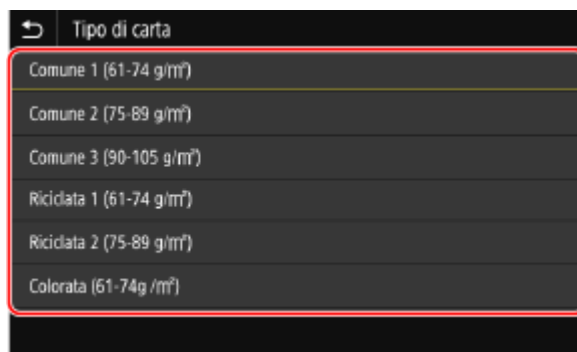 Tipo di carta
Comune 1 (61-74 g/m²)
Comune 2 (75-89 g/m²)
Comune 3 (90-105 g/m²)
Riciclata 1 (61-74 g/m²)
Riciclata 2 (75-89 g/m²)
Colorata (61-74g /m²)